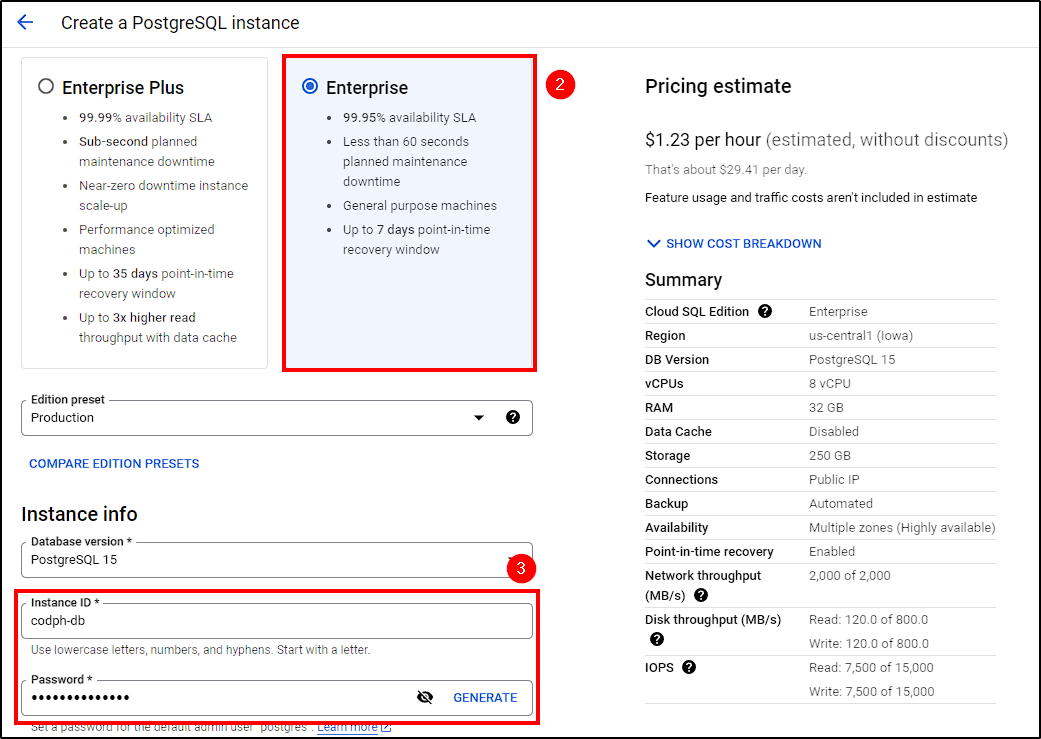 Create a PostgreSQL instance
Enterprise Plus
99.99% availability SLA
Sub-second planned
maintenance downtime
Near-zero downtime instance
scale-up
Performance optimized
machines
Up to 35 days point-in-time
recovery window
Up to 3x higher read
throughput with data cache
Enterprise
99.95% availability SLA
Less than 60 seconds
planned maintenance
downtime
General purpose machines
Up to 7 days point-in-time
recovery window
2
Edition preset
Production
COMPARE EDITION PRESETS
Instance info
Database version *
PostgreSQL 15
3
Instance ID *
codph-db
Use lowercase letters, numbers, and hyphens. Start with a letter.
Password *
••••••••••••••
GENERATE
Set a password for the default admin user "postgres". Learn more
Pricing estimate
$1.23 per hour (estimated, without discounts)
That's about $29.41 per day.
Feature usage and traffic costs aren't included in estimate
SHOW COST BREAKDOWN
Summary
Cloud SQL Edition ? Enterprise
Region us-central1 (Iowa)
DB Version PostgreSQL 15
vCPUs 8 vCPU
RAM 32 GB
Data Cache Disabled
Storage 250 GB
Connections Public IP
Backup Automated
Availability Multiple zones (Highly available)
Point-in-time recovery Enabled
Network throughput 2,000 of 2,000
(MB/s) ?
Disk throughput (MB/s) Read: 120.0 of 800.0
? Write: 120.0 of 800.0
IOPS ? Read: 7,500 of 15,000
Write: 7,500 of 15,000